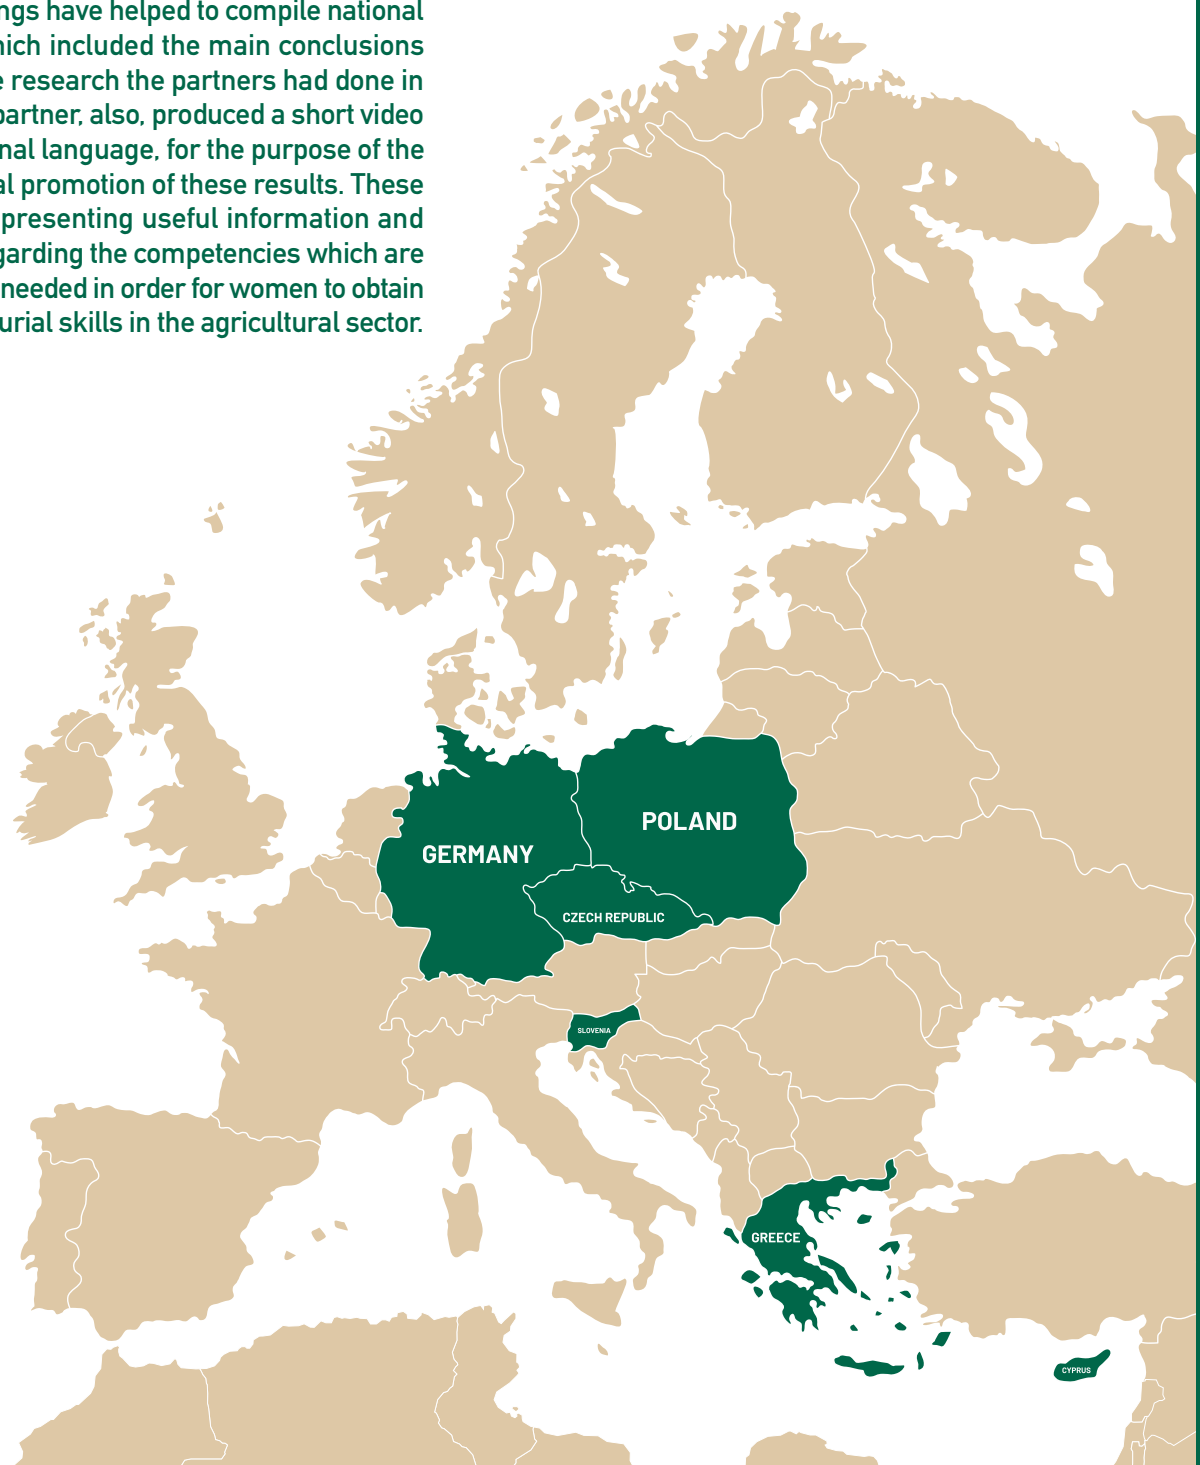 ngs have helped to compile national
hich included the main conclusions
e research the partners had done in
partner, also, produced a short video
nal language, for the purpose of the
al promotion of these results. These
presenting useful information and
garding the competencies which are
needed in order for women to obtain
urial skills in the agricultural sector.
POLAND
GERMANY
CZECH REPUBLIC
SLOVENIA
GREECE
CYPRUS